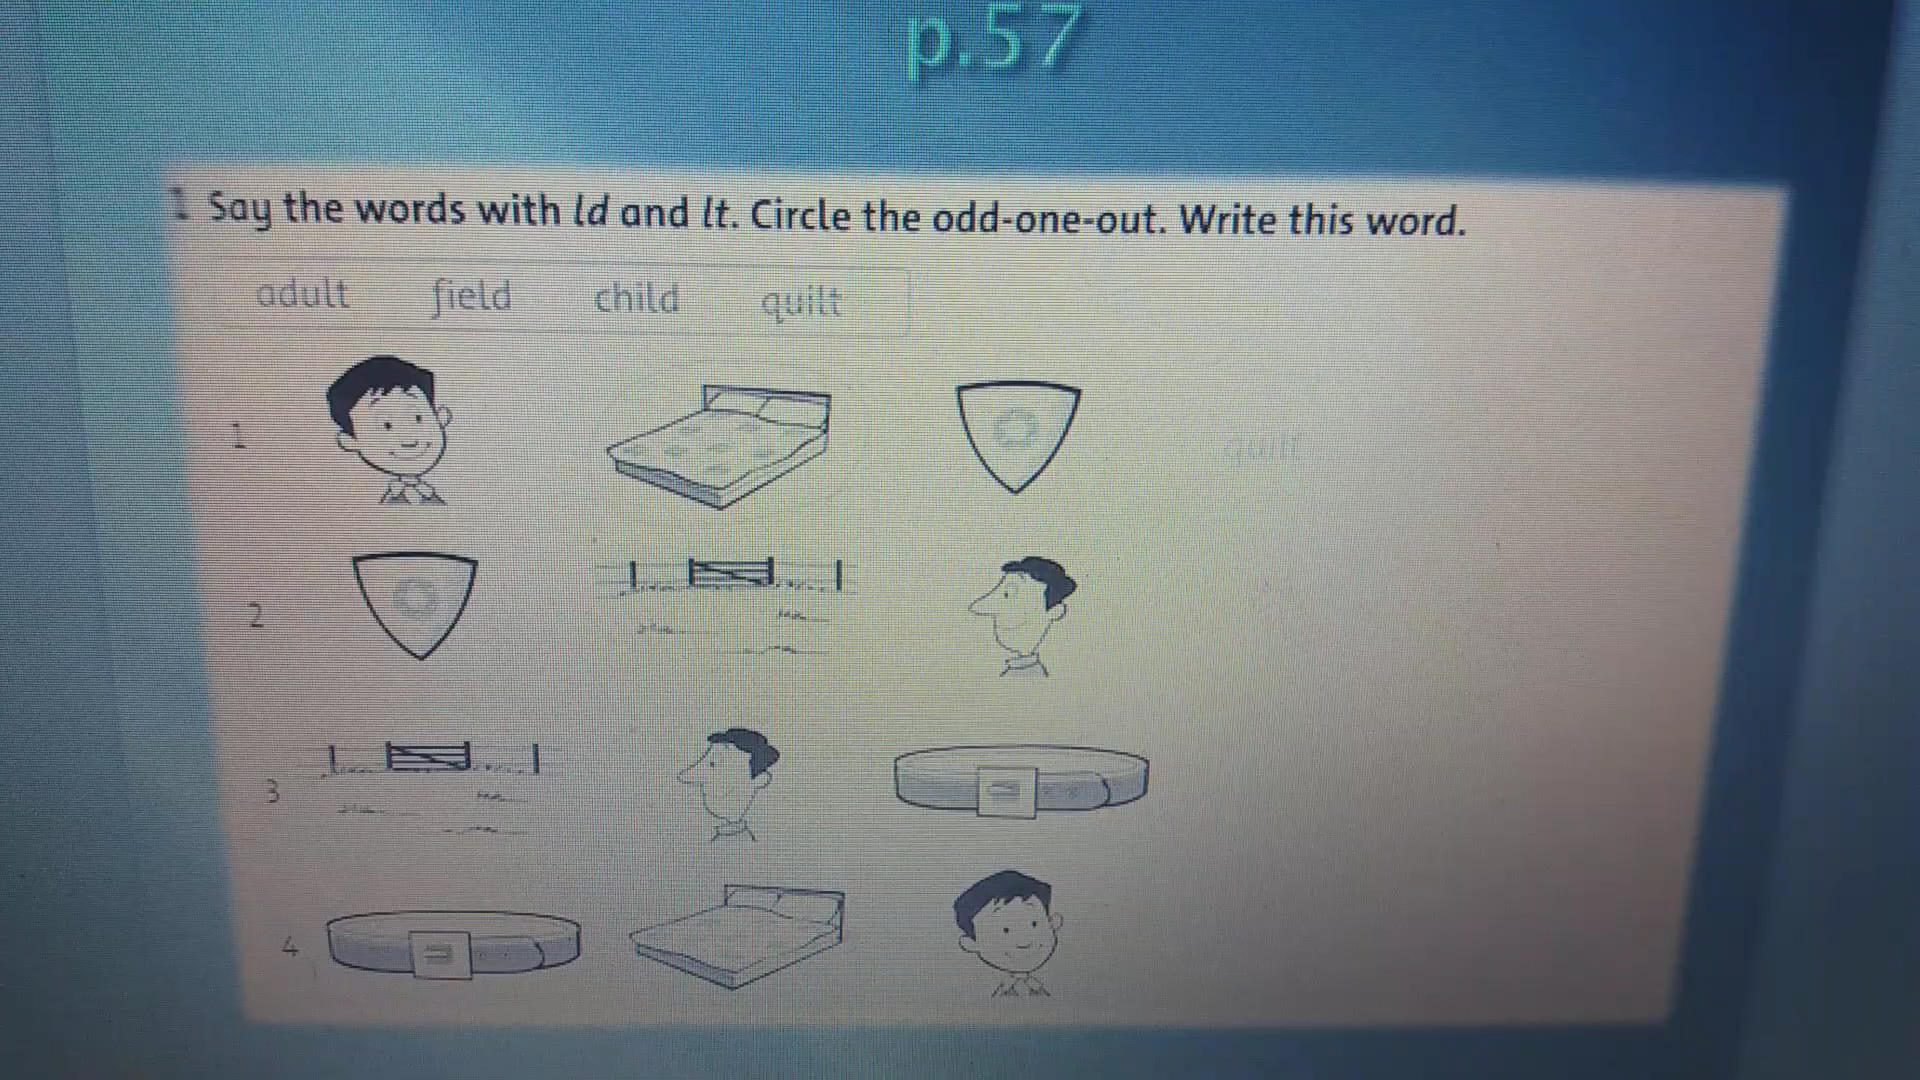 p.57
1 Say the words with ld and lt. Circle the odd-one-out. Write this word.
adult field child quilt
1 quilt
2
3
4